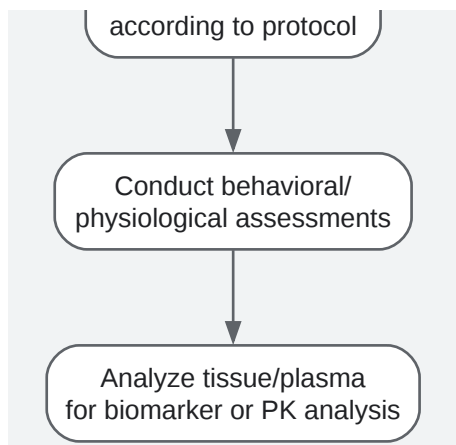 according to protocol
Conduct behavioral/
physiological assessments
Analyze tissue/plasma
for biomarker or PK analysis